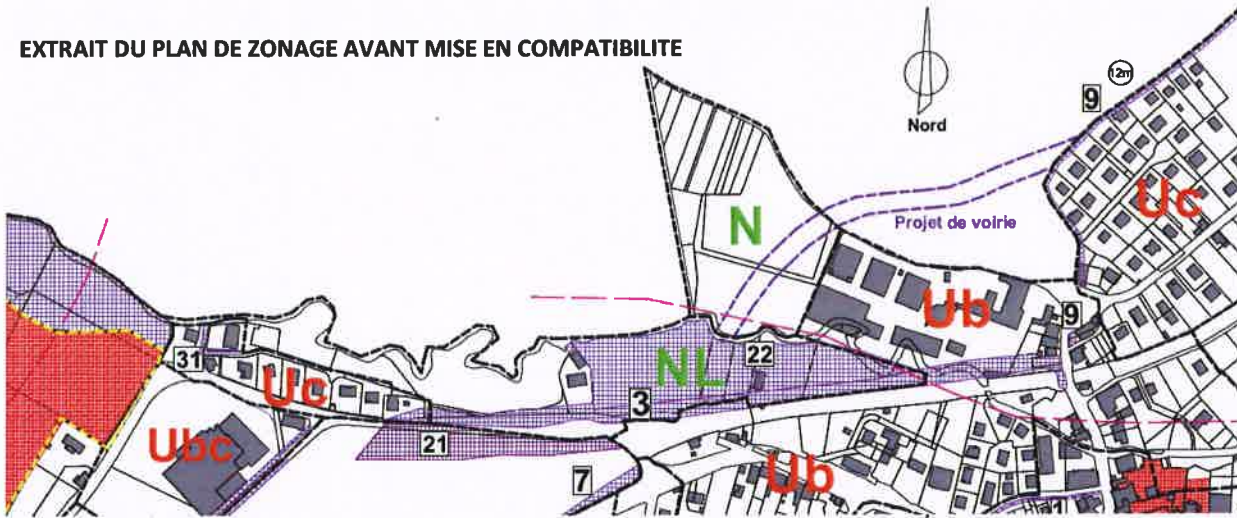 EXTRAIT DU PLAN DE ZONAGE AVANT MISE EN COMPATIBILITE
12m
9
Nord
Uc
N
Projet de voirie
Ub
9
31
22
NL
Uc
3
Ubc
21
Ub
7
1